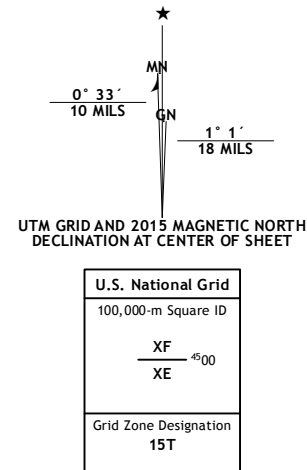 ★
MN
0° 33´
10 MILS
GN
1° 1´
18 MILS
UTM GRID AND 2015 MAGNETIC NORTH
DECLINATION AT CENTER OF SHEET
U.S. National Grid
100,000-m Square ID
XF
4500
XE
Grid Zone Designation
15T